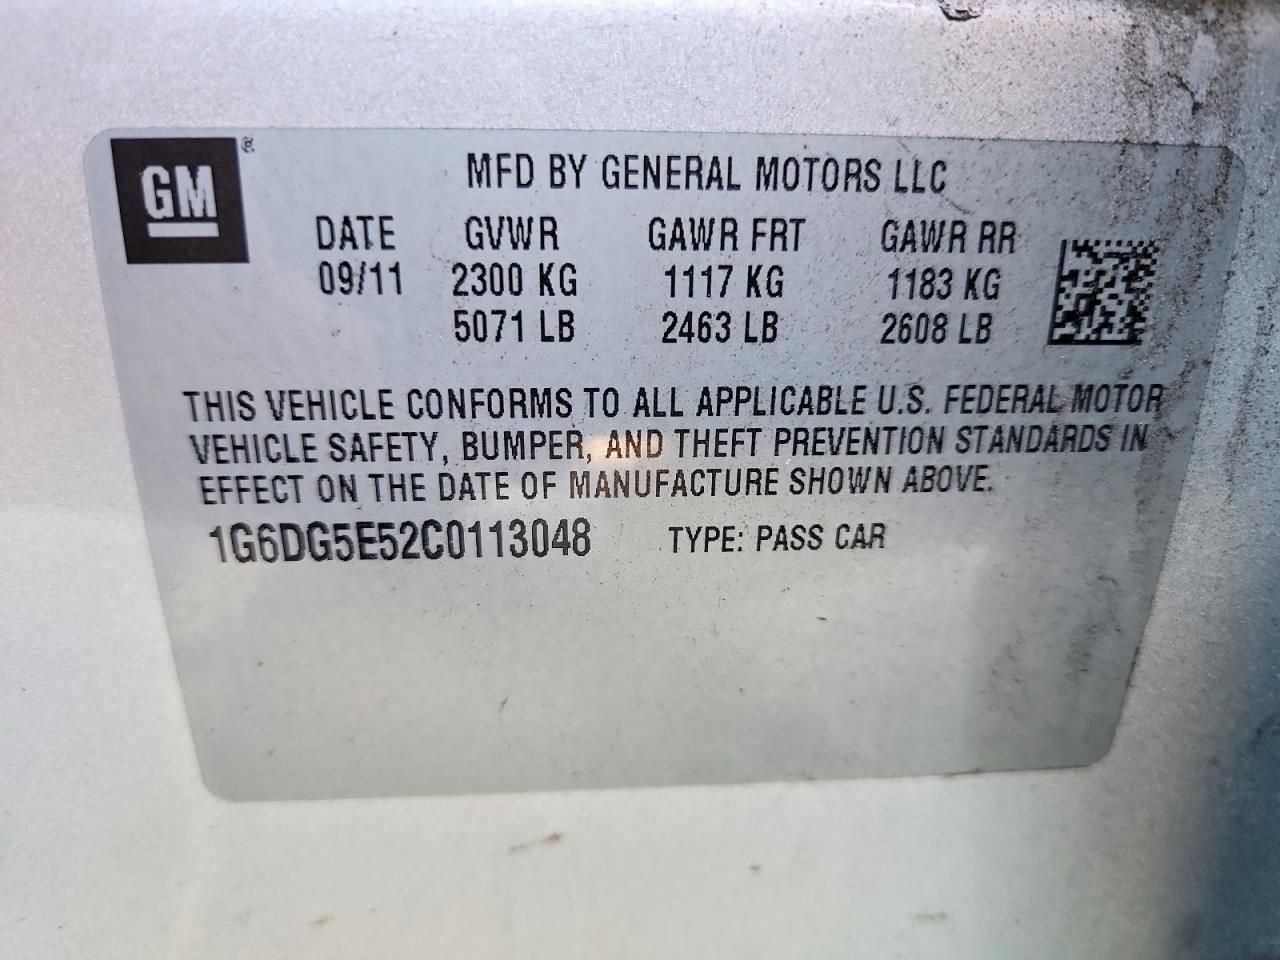 GM®
MFD BY GENERAL MOTORS LLC
DATE GVWR GAWR FRT GAWR RR
09/11 2300 KG 1117 KG 1183 KG
5071 LB 2463 LB 2608 LB
THIS VEHICLE CONFORMS TO ALL APPLICABLE U.S. FEDERAL MOTOR
VEHICLE SAFETY, BUMPER, AND THEFT PREVENTION STANDARDS IN
EFFECT ON THE DATE OF MANUFACTURE SHOWN ABOVE.
1G6DG5E52C0113048 TYPE: PASS CAR